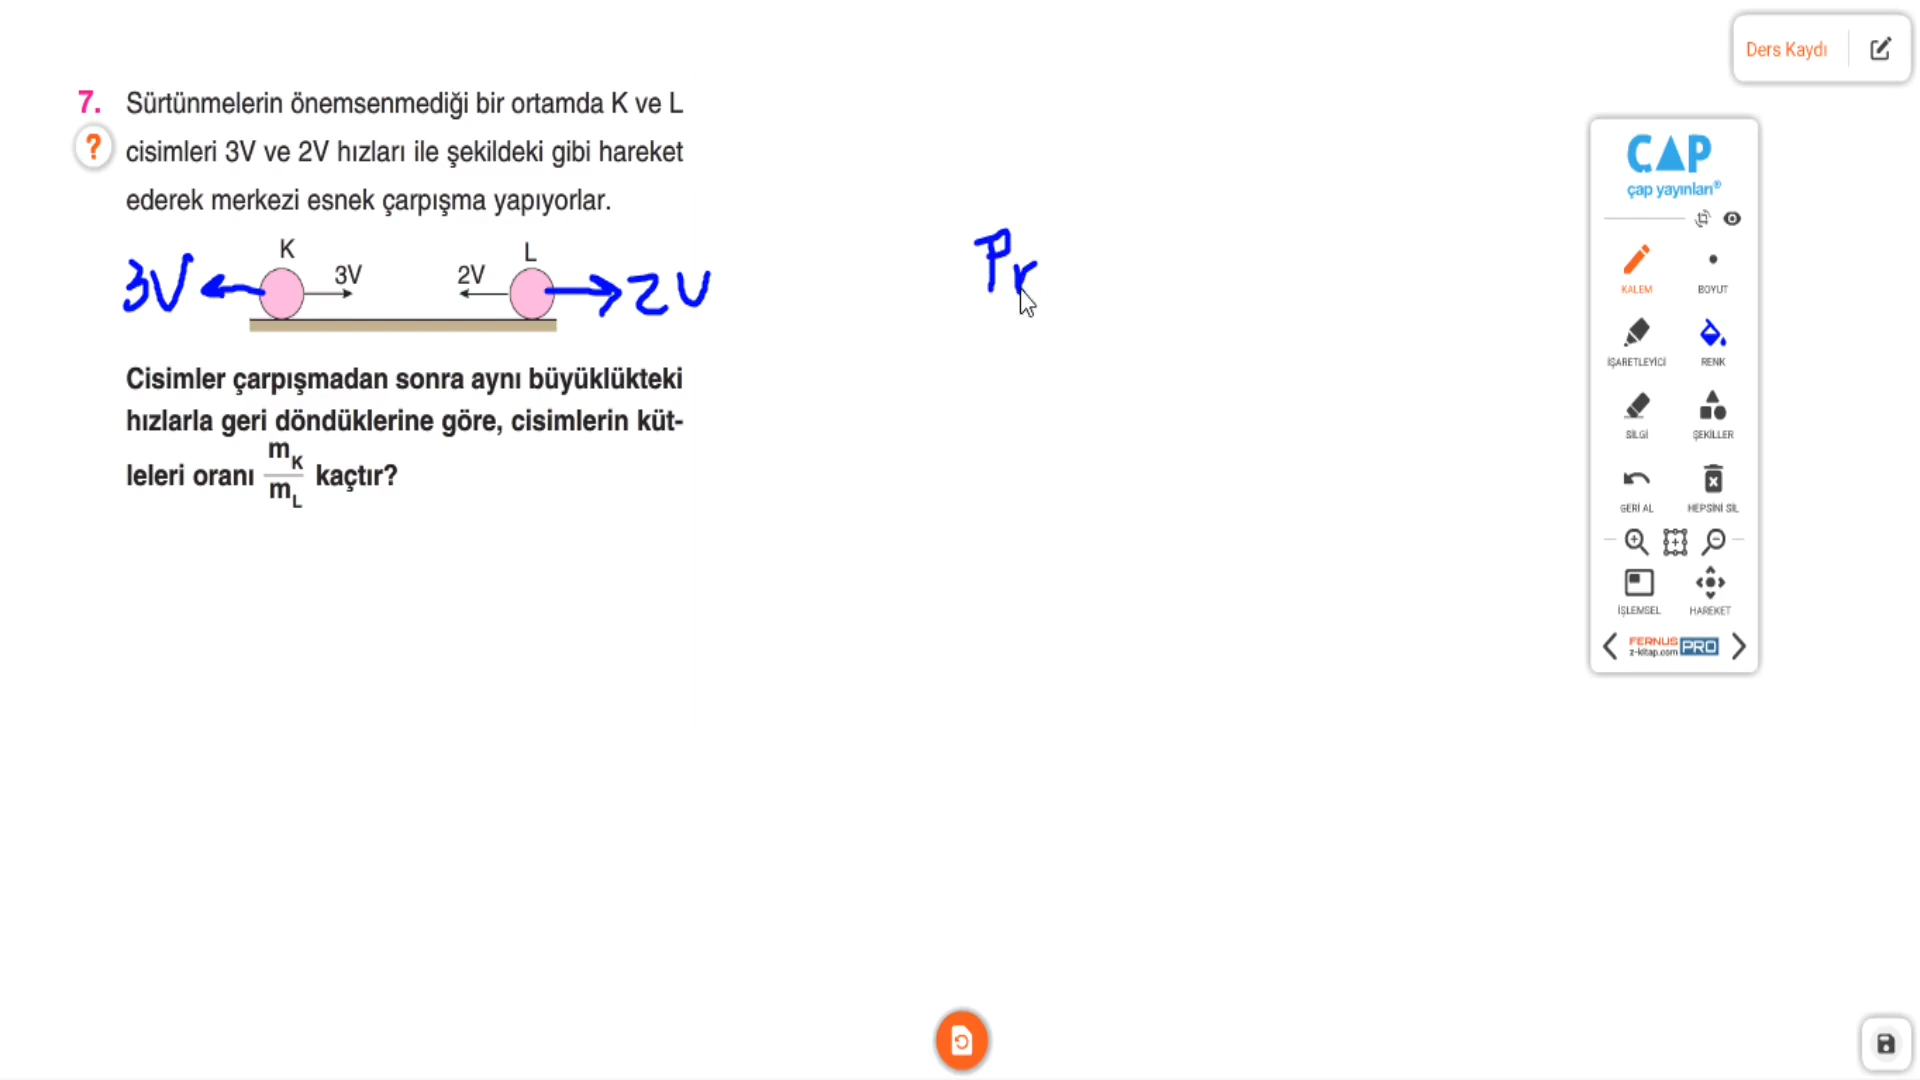 Ders Kaydı
7. Sürtünmelerin önemsenmediği bir ortamda K ve L
? cisimleri 3V ve 2V hızları ile şekildeki gibi hareket
ederek merkezi esnek çarpışma yapıyorlar.
K
L
3V
3V
2V
2V
Cisimler çarpışmadan sonra aynı büyüklükteki
hızlarla geri döndüklerine göre, cisimlerin küt-
leleri oranı mK/mL kaçtır?
P
ÇAP
çap yayınları®
KALEM
BOYUT
İŞARETLEYİCİ
RENK
SİLGİ
ŞEKİLLER
GERİ AL
HEPSİNİ SİL
İŞLEMSEL
HAREKET
FERNUS
z-kitap.com
PRO